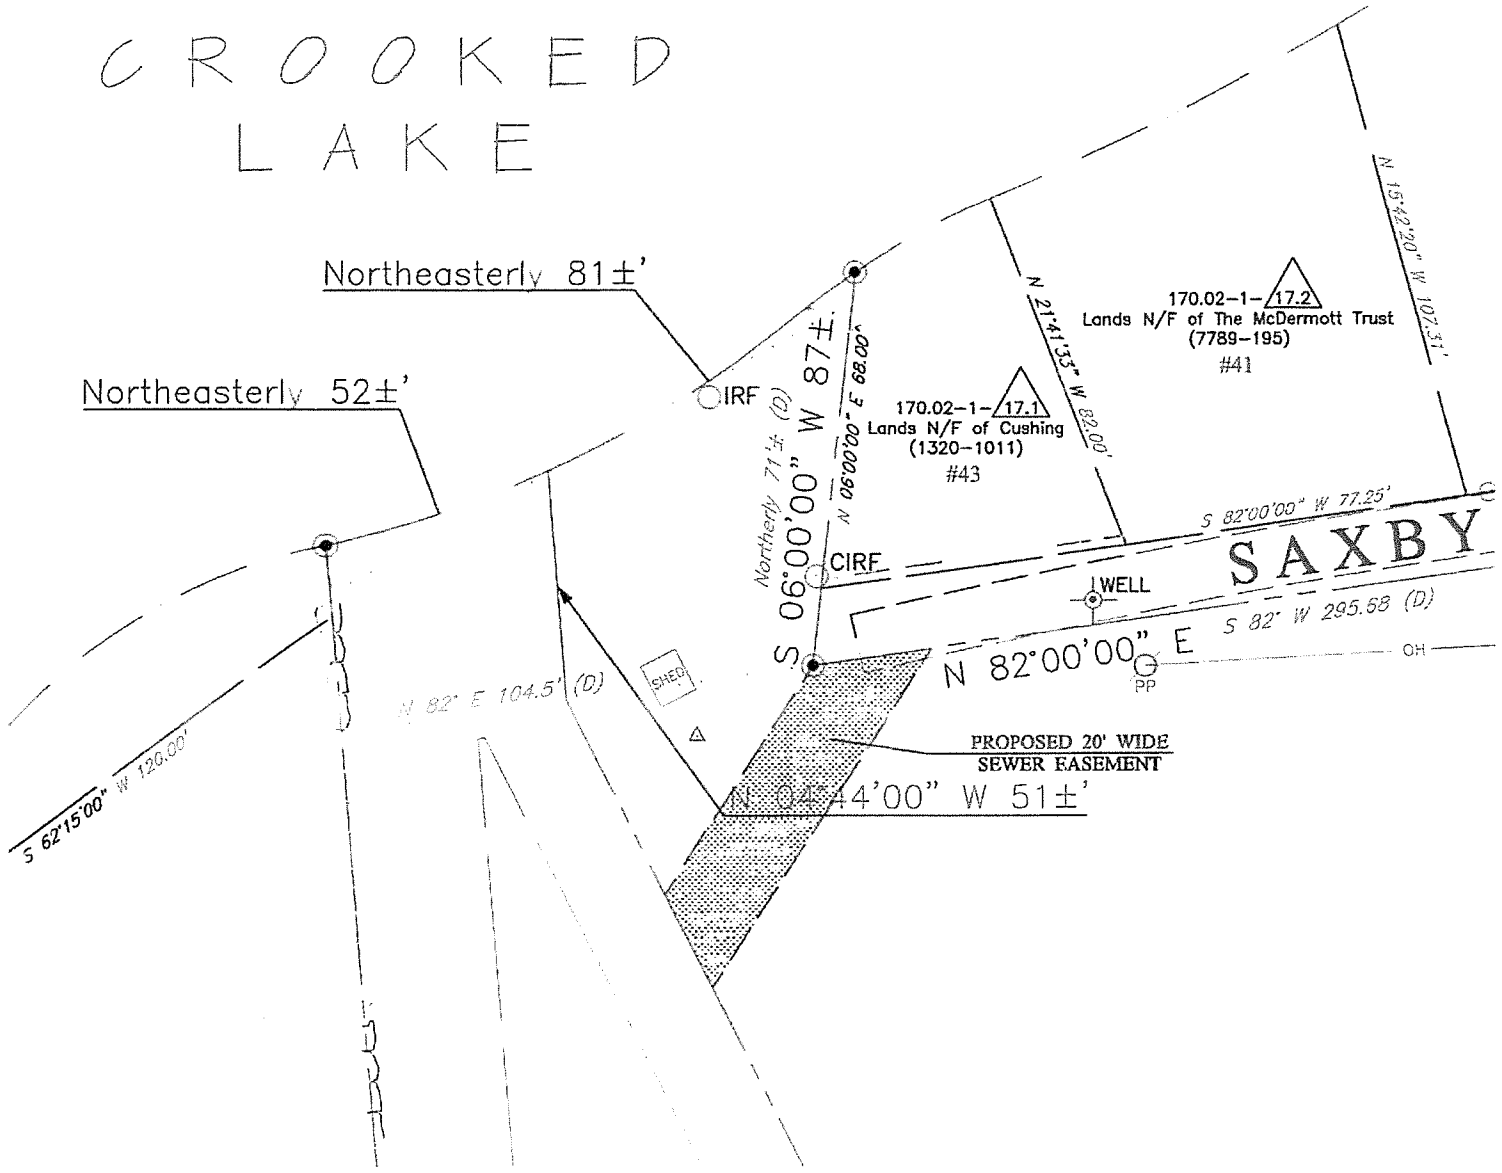 CROOKED
LAKE
Northeasterly 81±'
Northeasterly 52±'
IRF
Northerly 71'± (D)
S 06°00'00" W 87±'
N 06°00'00" E 68.00'
170.02-1-17.1
Lands N/F of Cushing
(1320-1011)
#43
N 21°41'33" W 82.00'
170.02-1-17.2
Lands N/F of The McDermott Trust
(7789-195)
#41
N 15°42'20" W 107.31'
S 82°00'00" W 77.25'
SAXBY
CIRF
WELL
S 82° W 295.68 (D)
N 82°00'00" E
PP
OH
SHED
N 82° E 104.5' (D)
S 62°15'00" W 120.00'
PROPOSED 20' WIDE
SEWER EASEMENT
N 04°44'00" W 51±'